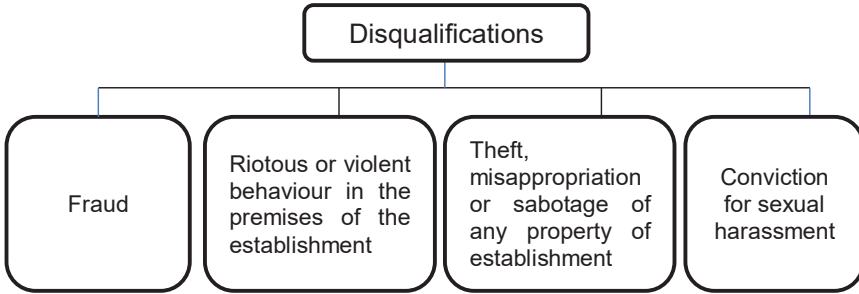 Disqualifications
Fraud
Riotous or violent
behaviour in the
premises of the
establishment
Theft,
misappropriation
or sabotage of
any property of
establishment
Conviction
for sexual
harassment